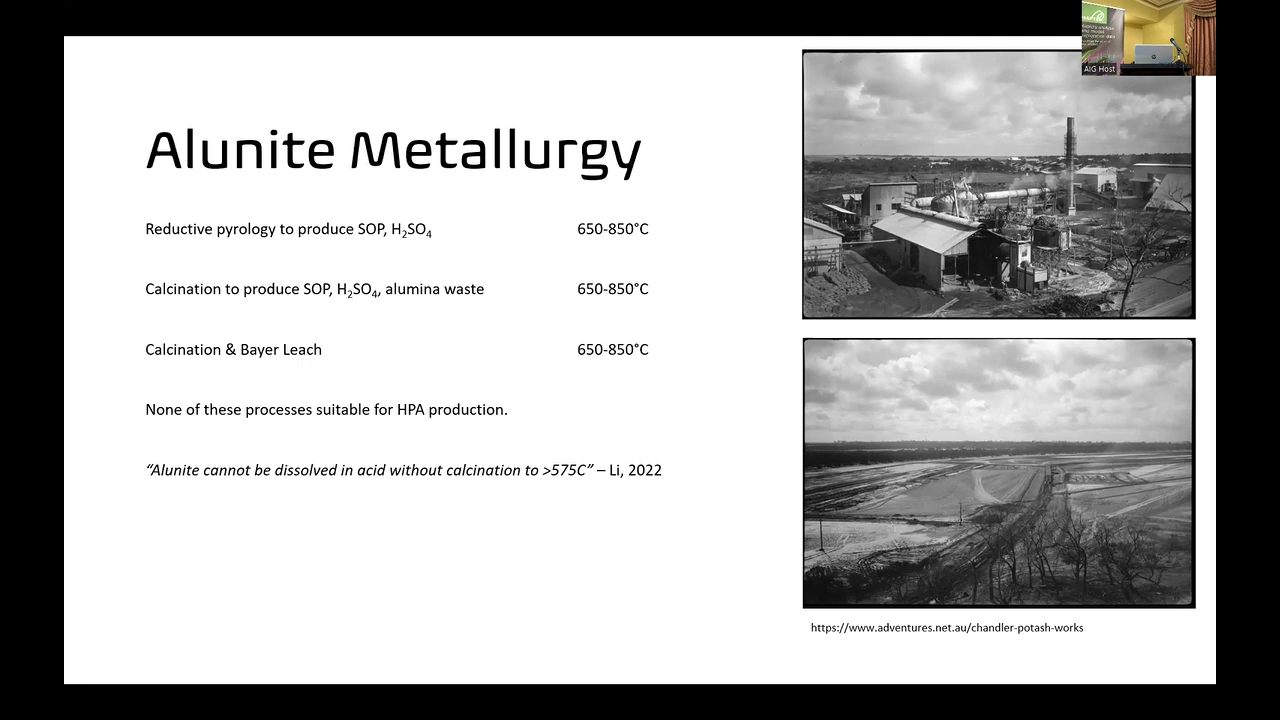 Alunite Metallurgy
Reductive pyrology to produce SOP, H₂SO₄ 650-850°C
Calcination to produce SOP, H₂SO₄, alumina waste 650-850°C
Calcination & Bayer Leach 650-850°C
None of these processes suitable for HPA production.
“Alunite cannot be dissolved in acid without calcination to >575C” – Li, 2022
https://www.adventures.net.au/chandler-potash-works
AIG Host